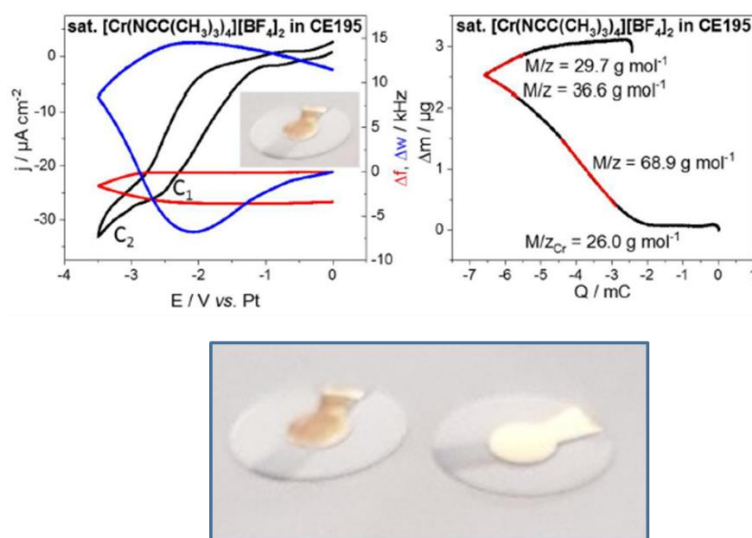 sat. [Cr(NCC(CH₃)₃)₄][BF₄]₂ in CE195
0
-10
-20
-30
j / µA cm⁻²
C₁
C₂
15
10
5
0
-5
-10
Δf, Δw / kHz
-4 -3 -2 -1 0
E / V vs. Pt
sat. [Cr(NCC(CH₃)₃)₄][BF₄]₂ in CE195
3
2
1
0
Δm / µg
M/z = 29.7 g mol⁻¹
M/z = 36.6 g mol⁻¹
M/z = 68.9 g mol⁻¹
M/z_Cr = 26.0 g mol⁻¹
-7 -6 -5 -4 -3 -2 -1 0 1
Q / mC